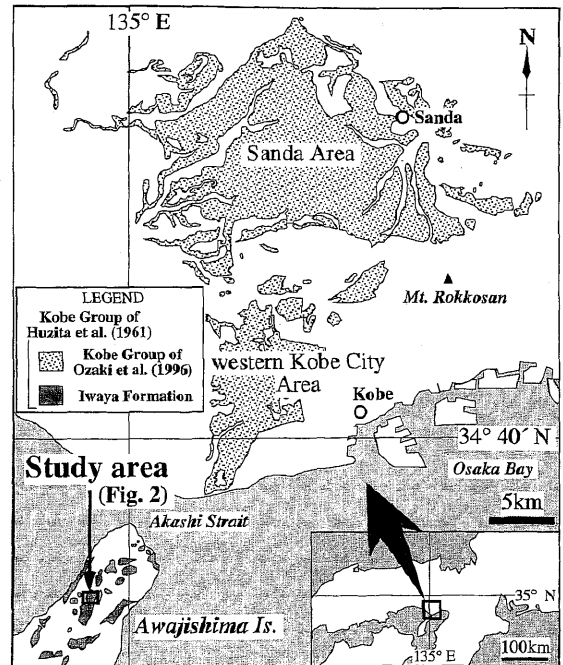 135° E
N
Sanda
Sanda Area
Mt. Rokkosan
LEGEND
Kobe Group of
Huzita et al. (1961)
Kobe Group of
Ozaki et al. (1996)
Iwaya Formation
western Kobe City
Area
Kobe
34° 40´ N
Study area
(Fig. 2)
Osaka Bay
Akashi Strait
5km
Awajishima Is.
35° N
135° E
100km